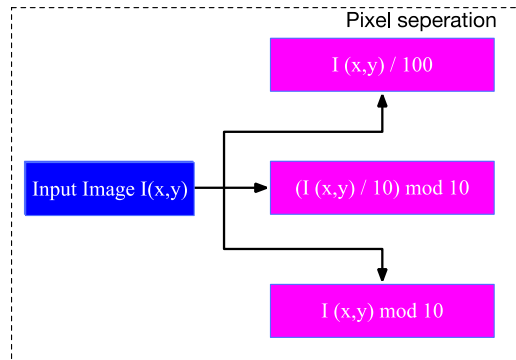 Pixel seperation
I (x,y) / 100
Input Image I(x,y)
(I (x,y) / 10) mod 10
I (x,y) mod 10